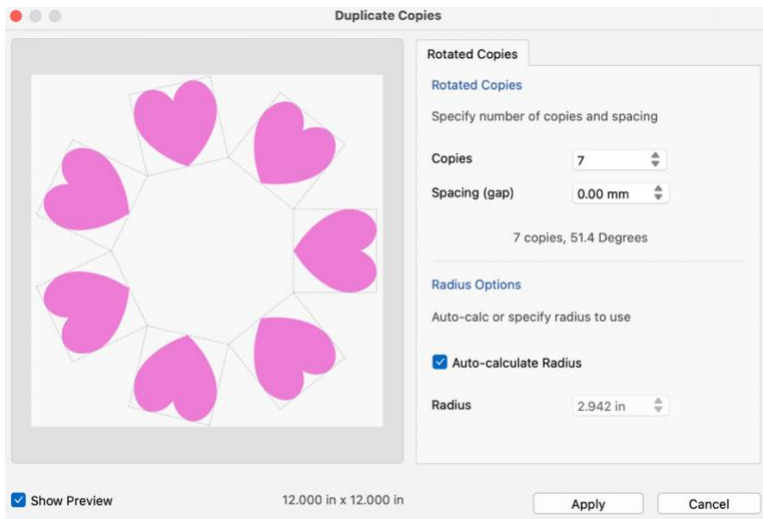 Duplicate Copies
Rotated Copies
Rotated Copies
Specify number of copies and spacing
Copies
7
Spacing (gap)
0.00 mm
7 copies, 51.4 Degrees
Radius Options
Auto-calc or specify radius to use
Auto-calculate Radius
Radius
2.942 in
Show Preview
12.000 in x 12.000 in
Apply
Cancel